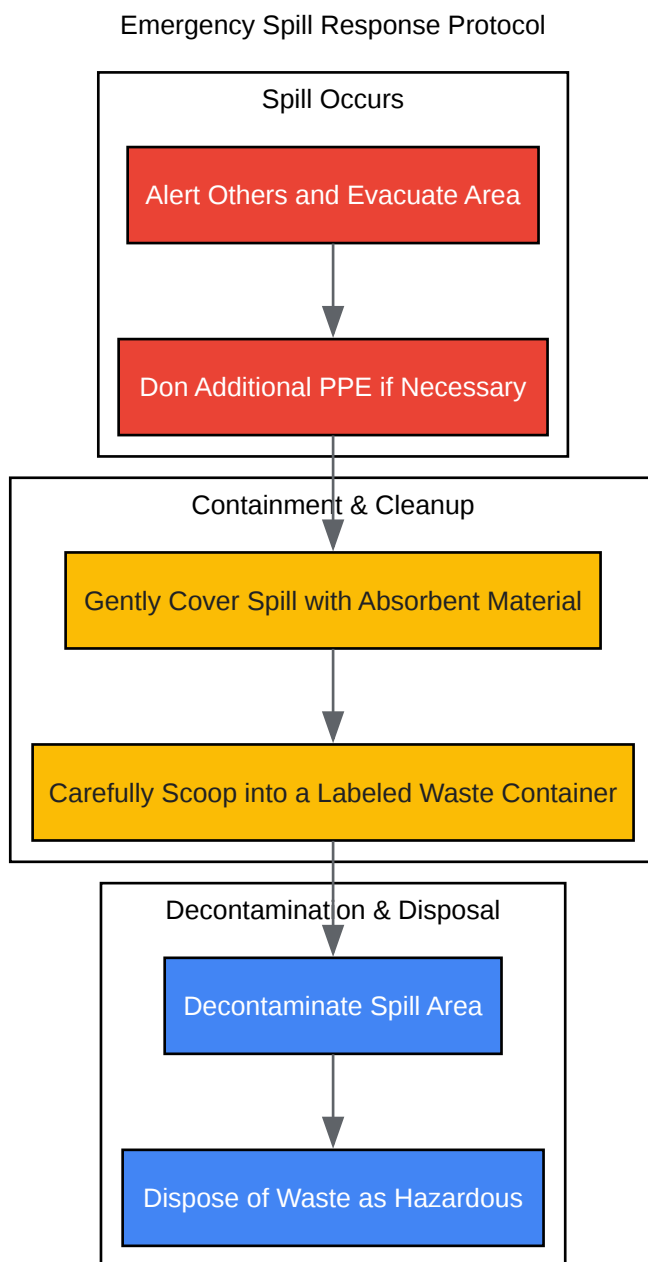 Emergency Spill Response Protocol
Spill Occurs
Alert Others and Evacuate Area
Don Additional PPE if Necessary
Containment & Cleanup
Gently Cover Spill with Absorbent Material
Carefully Scoop into a Labeled Waste Container
Decontamination & Disposal
Decontaminate Spill Area
Dispose of Waste as Hazardous